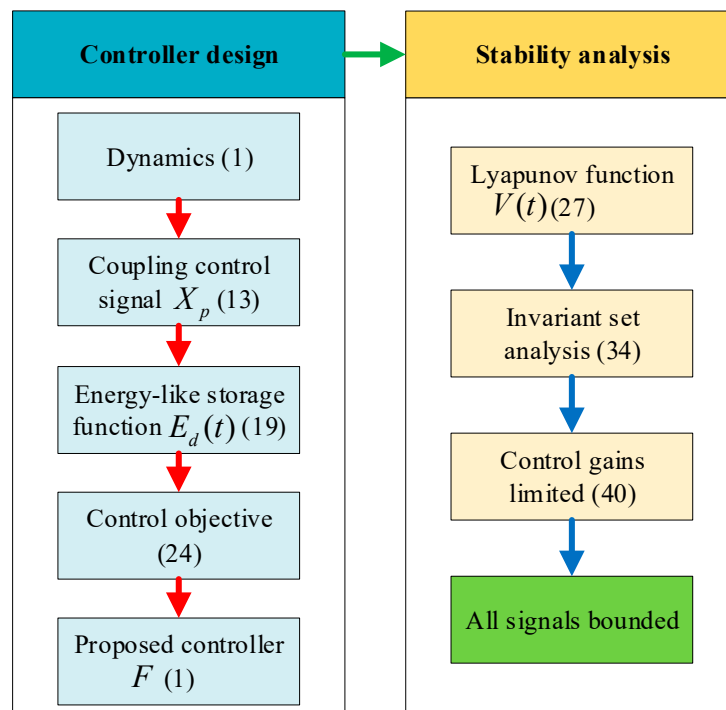 Controller design
Dynamics (1)
Coupling control
signal X_p (13)
Energy-like storage
function E_d(t) (19)
Control objective
(24)
Proposed controller
F (1)
Stability analysis
Lyapunov function
V(t)(27)
Invariant set
analysis (34)
Control gains
limited (40)
All signals bounded